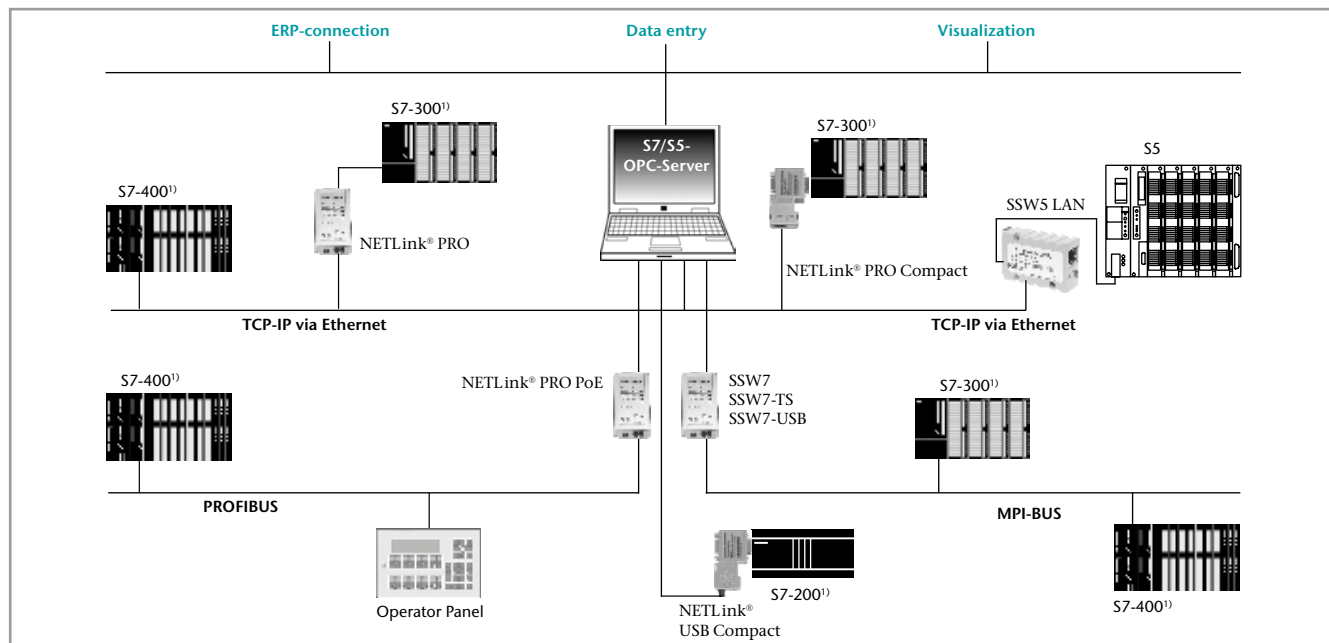 ERP-connection
Data entry
Visualization
S7-300¹⁾
S7/S5-
OPC-Server
S7-300¹⁾
S5
S7-400¹⁾
SSW5 LAN
NETLink® PRO
NETLink® PRO Compact
TCP-IP via Ethernet
TCP-IP via Ethernet
S7-400¹⁾
NETLink® PRO PoE
SSW7
SSW7-TS
SSW7-USB
S7-300¹⁾
PROFIBUS
MPI-BUS
Operator Panel
NETLink®
USB Compact
S7-200¹⁾
S7-400¹⁾